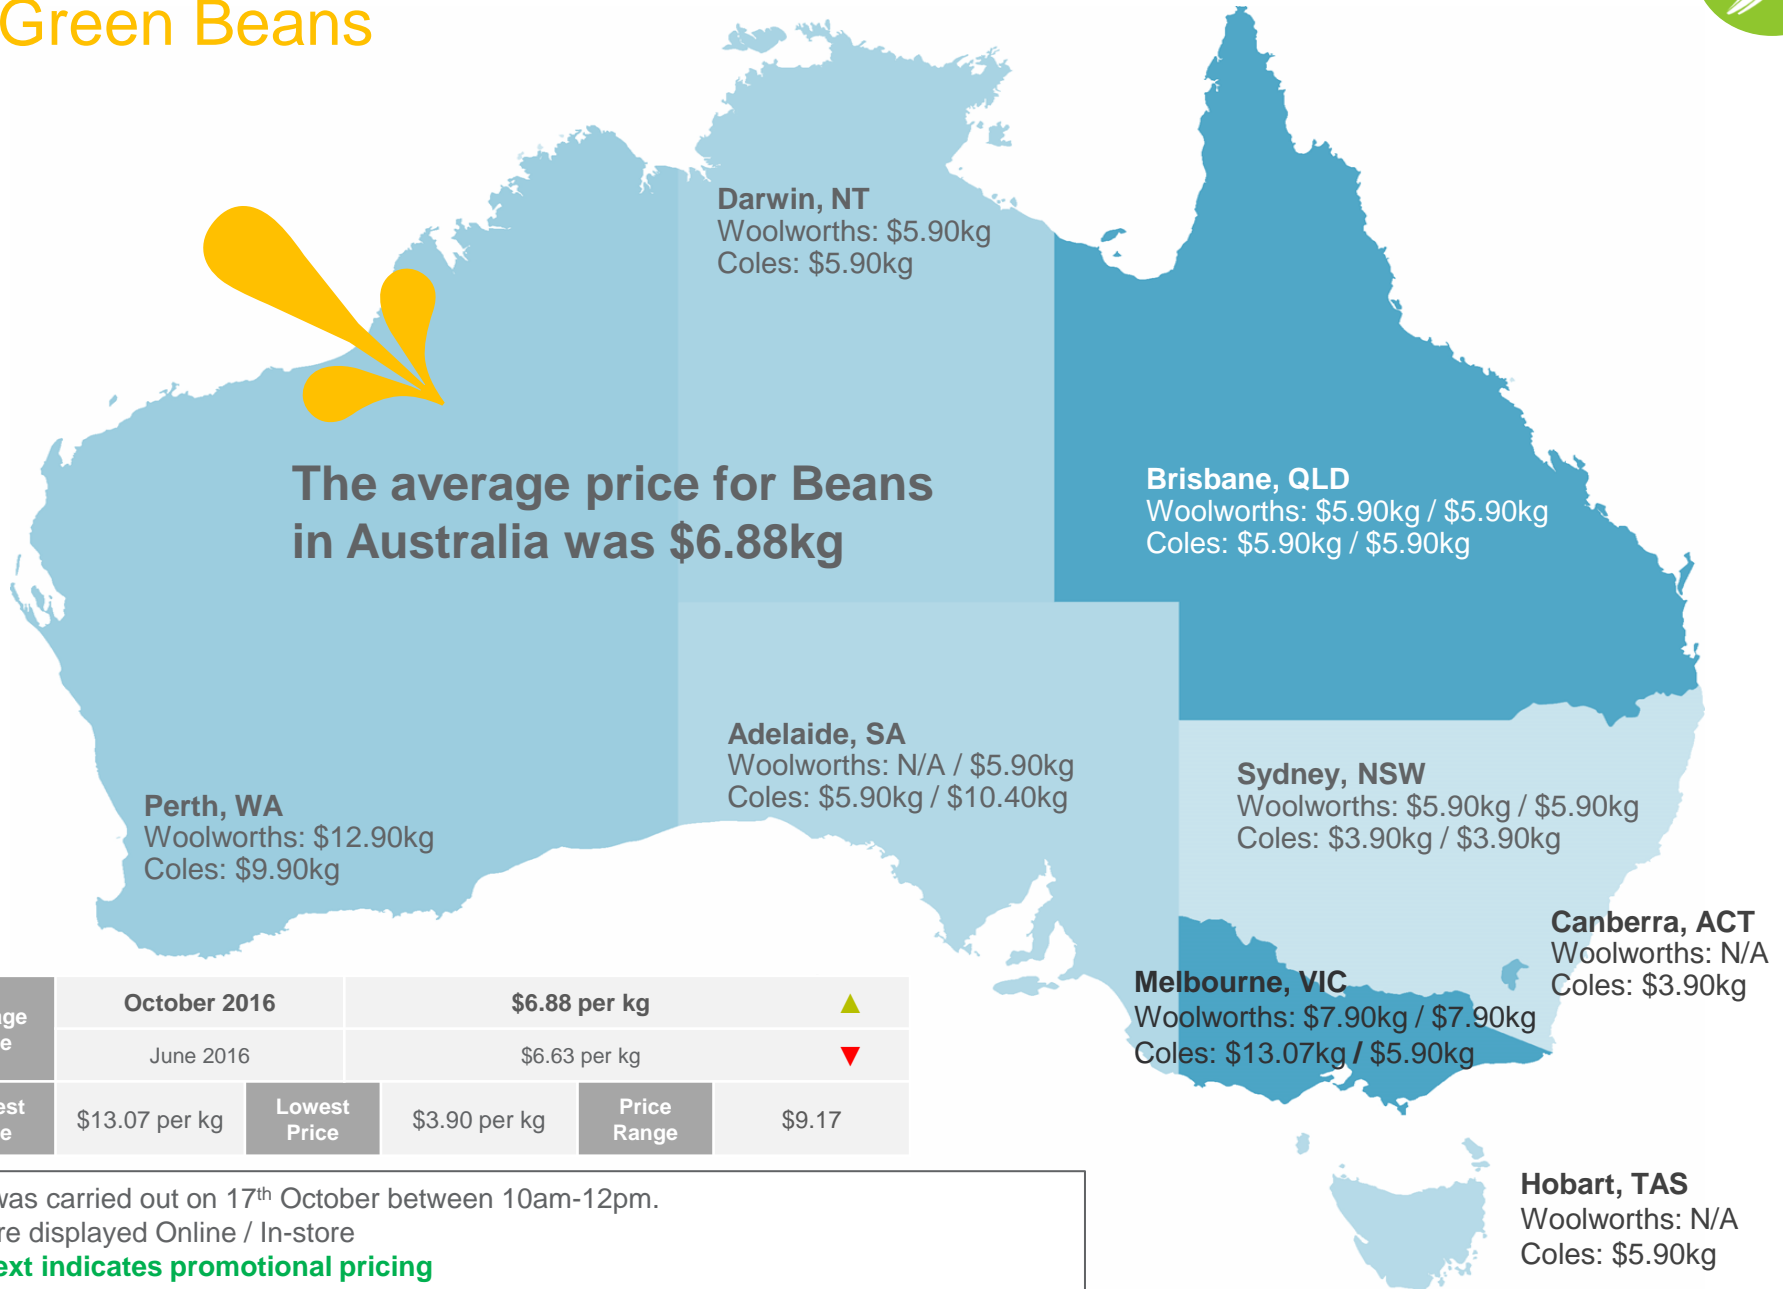 Green Beans
Darwin, NT
Woolworths: $5.90kg
Coles: $5.90kg
The average price for Beans
in Australia was $6.88kg
Brisbane, QLD
Woolworths: $5.90kg / $5.90kg
Coles: $5.90kg / $5.90kg
Adelaide, SA
Woolworths: N/A / $5.90kg
Coles: $5.90kg / $10.40kg
Sydney, NSW
Woolworths: $5.90kg / $5.90kg
Coles: $3.90kg / $3.90kg
Perth, WA
Woolworths: $12.90kg
Coles: $9.90kg
Canberra, ACT
Woolworths: N/A
Coles: $3.90kg
Melbourne, VIC
Woolworths: $7.90kg / $7.90kg
Coles: $13.07kg / $5.90kg
October 2016 $6.88 per kg ▲
June 2016 $6.63 per kg ▼
$13.07 per kg Lowest Price $3.90 per kg Price Range $9.17
Hobart, TAS
Woolworths: N/A
Coles: $5.90kg
was carried out on 17th October between 10am-12pm.
displayed Online / In-store
indicates promotional pricing